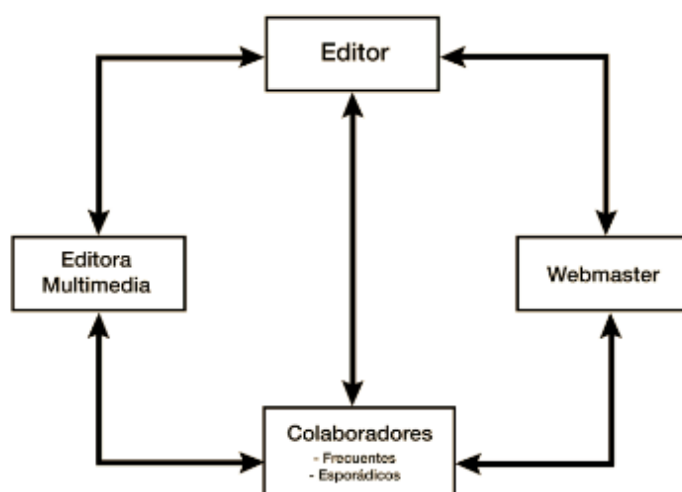 Editor
Editora
Multimedia
Webmaster
Colaboradores
- Frecuentes
- Esporádicos